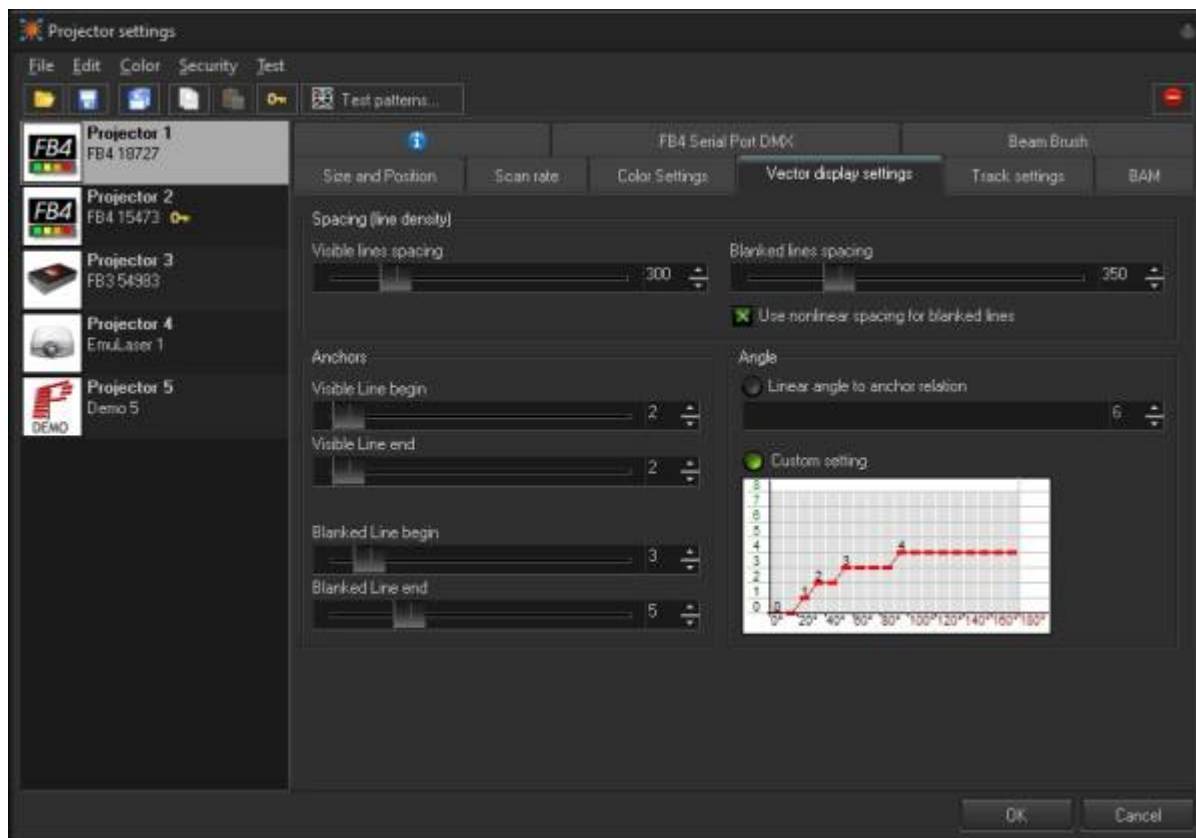 Projector settings
File Edit Color Security Test
Test patterns...
FB4 Projector 1
FB4 18727
FB4 Projector 2
FB4 15473
Projector 3
FB3 54983
Projector 4
EmuLaser 1
Projector 5
Demo 5
DEMO
FB4 Serial Port DMX Beam Brush
Size and Position Scan rate Color Settings Vector display settings Track settings BAM
Spacing (line density)
Visible lines spacing Blanked lines spacing
300 350
Use nonlinear spacing for blanked lines
Anchors Angle
Visible Line begin Linear angle to anchor relation
2 6
Visible Line end
2 Custom setting
Blanked Line begin
3
Blanked Line end
5
8
7
6
5
4 4
3 3
2 2
1 1
0 0
0° 20° 40° 60° 80° 100° 120° 140° 160° 180°
OK Cancel